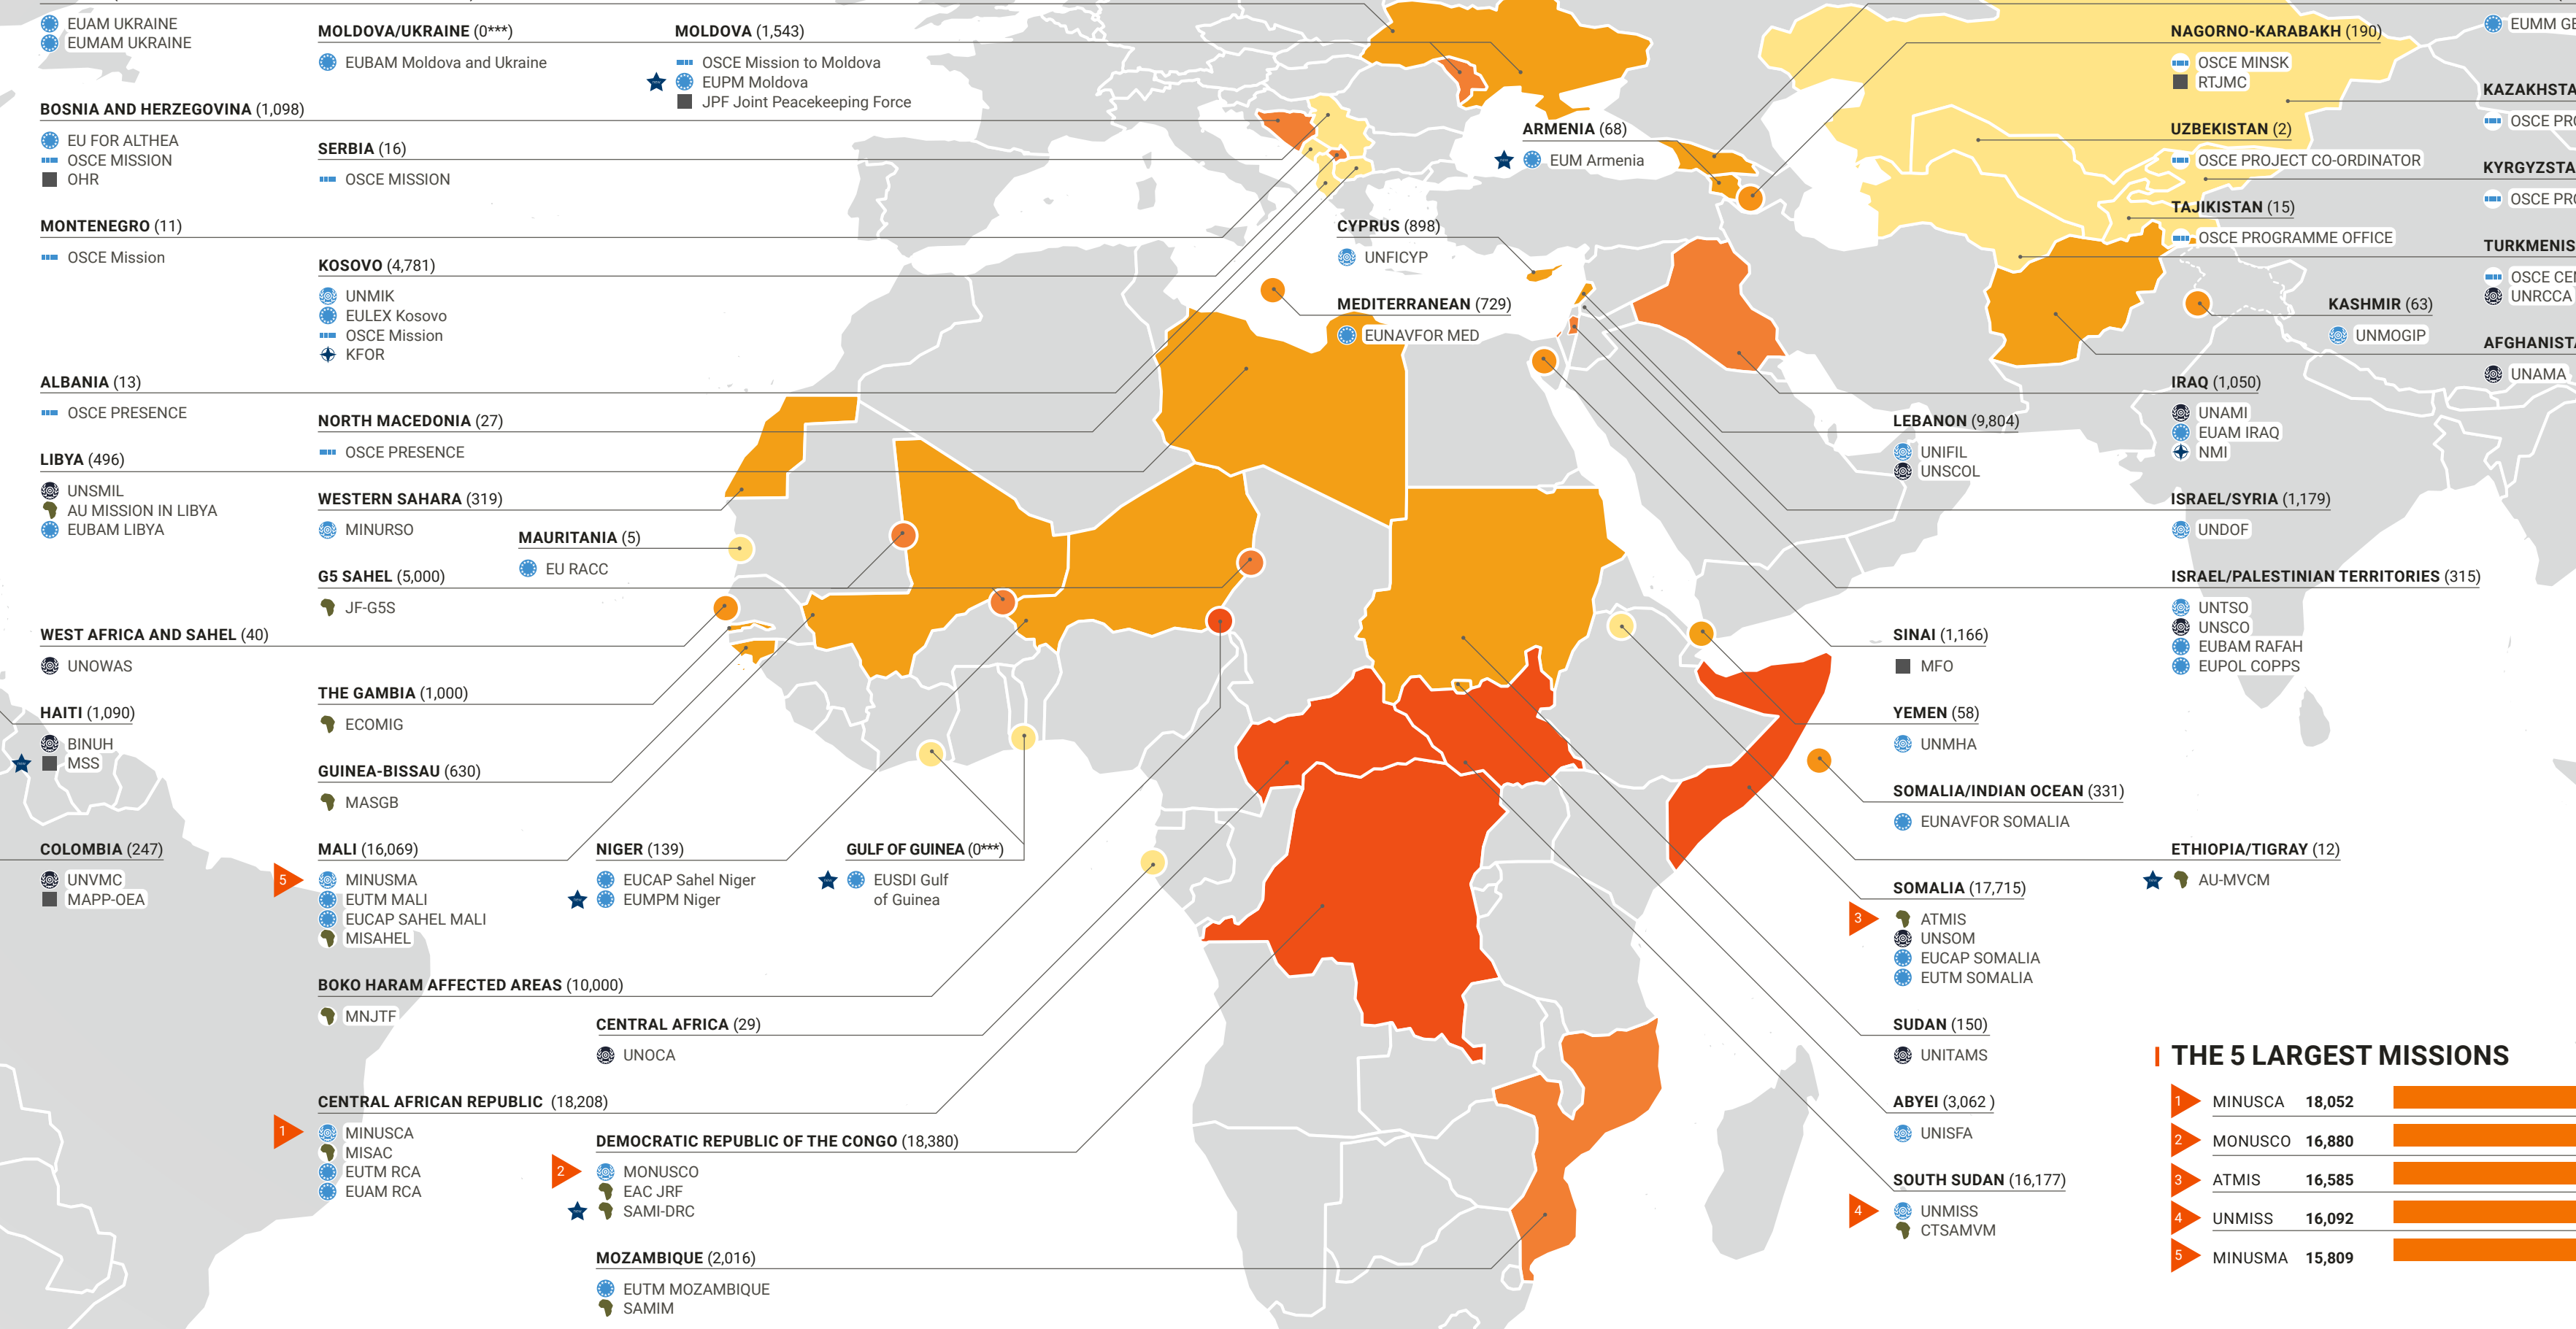 EUAM UKRAINE
EUMAM UKRAINE
MOLDOVA/UKRAINE (0***)
EUBAM Moldova and Ukraine
MOLDOVA (1,543)
OSCE Mission to Moldova
EUPM Moldova
JPF Joint Peacekeeping Force
BOSNIA AND HERZEGOVINA (1,098)
EU FOR ALTHEA
OSCE MISSION
OHR
SERBIA (16)
OSCE MISSION
MONTENEGRO (11)
OSCE Mission
KOSOVO (4,781)
UNMIK
EULEX Kosovo
OSCE Mission
KFOR
ALBANIA (13)
OSCE PRESENCE
NORTH MACEDONIA (27)
OSCE PRESENCE
LIBYA (496)
UNSMIL
AU MISSION IN LIBYA
EUBAM LIBYA
WESTERN SAHARA (319)
MINURSO
MAURITANIA (5)
EU RACC
G5 SAHEL (5,000)
JF-G5S
WEST AFRICA AND SAHEL (40)
UNOWAS
THE GAMBIA (1,000)
ECOMIG
HAITI (1,090)
BINUH
MSS
GUINEA-BISSAU (630)
MASGB
COLOMBIA (247)
UNVMC
MAPP-OEA
MALI (16,069)
5
MINUSMA
EUTM MALI
EUCAP SAHEL MALI
MISAHEL
NIGER (139)
EUCAP Sahel Niger
EUMPM Niger
GULF OF GUINEA (0***)
EUSDI Gulf
of Guinea
BOKO HARAM AFFECTED AREAS (10,000)
MNJTF
CENTRAL AFRICA (29)
UNOCA
CENTRAL AFRICAN REPUBLIC (18,208)
1
MINUSCA
MISAC
EUTM RCA
EUAM RCA
DEMOCRATIC REPUBLIC OF THE CONGO (18,380)
2
MONUSCO
EAC JRF
SAMI-DRC
MOZAMBIQUE (2,016)
EUTM MOZAMBIQUE
SAMIM
ARMENIA (68)
EUM Armenia
CYPRUS (898)
UNFICYP
MEDITERRANEAN (729)
EUNAVFOR MED
NAGORNO-KARABAKH (190)
OSCE MINSK
RTJMC
UZBEKISTAN (2)
OSCE PROJECT CO-ORDINATOR
TAJIKISTAN (15)
OSCE PROGRAMME OFFICE
EUMM GE
KAZAKHSTA
OSCE PRO
KYRGYZSTA
OSCE PRO
TURKMENIS
OSCE CEN
UNRCCA
KASHMIR (63)
UNMOGIP
AFGHANISTA
UNAMA
IRAQ (1,050)
UNAMI
EUAM IRAQ
NMI
LEBANON (9,804)
UNIFIL
UNSCOL
ISRAEL/SYRIA (1,179)
UNDOF
ISRAEL/PALESTINIAN TERRITORIES (315)
UNTSO
UNSCO
EUBAM RAFAH
EUPOL COPPS
SINAI (1,166)
MFO
YEMEN (58)
UNMHA
SOMALIA/INDIAN OCEAN (331)
EUNAVFOR SOMALIA
ETHIOPIA/TIGRAY (12)
AU-MVCM
SOMALIA (17,715)
3
ATMIS
UNSOM
EUCAP SOMALIA
EUTM SOMALIA
SUDAN (150)
UNITAMS
ABYEI (3,062 )
UNISFA
SOUTH SUDAN (16,177)
4
UNMISS
CTSAMVM
THE 5 LARGEST MISSIONS
1 MINUSCA 18,052
2 MONUSCO 16,880
3 ATMIS 16,585
4 UNMISS 16,092
5 MINUSMA 15,809